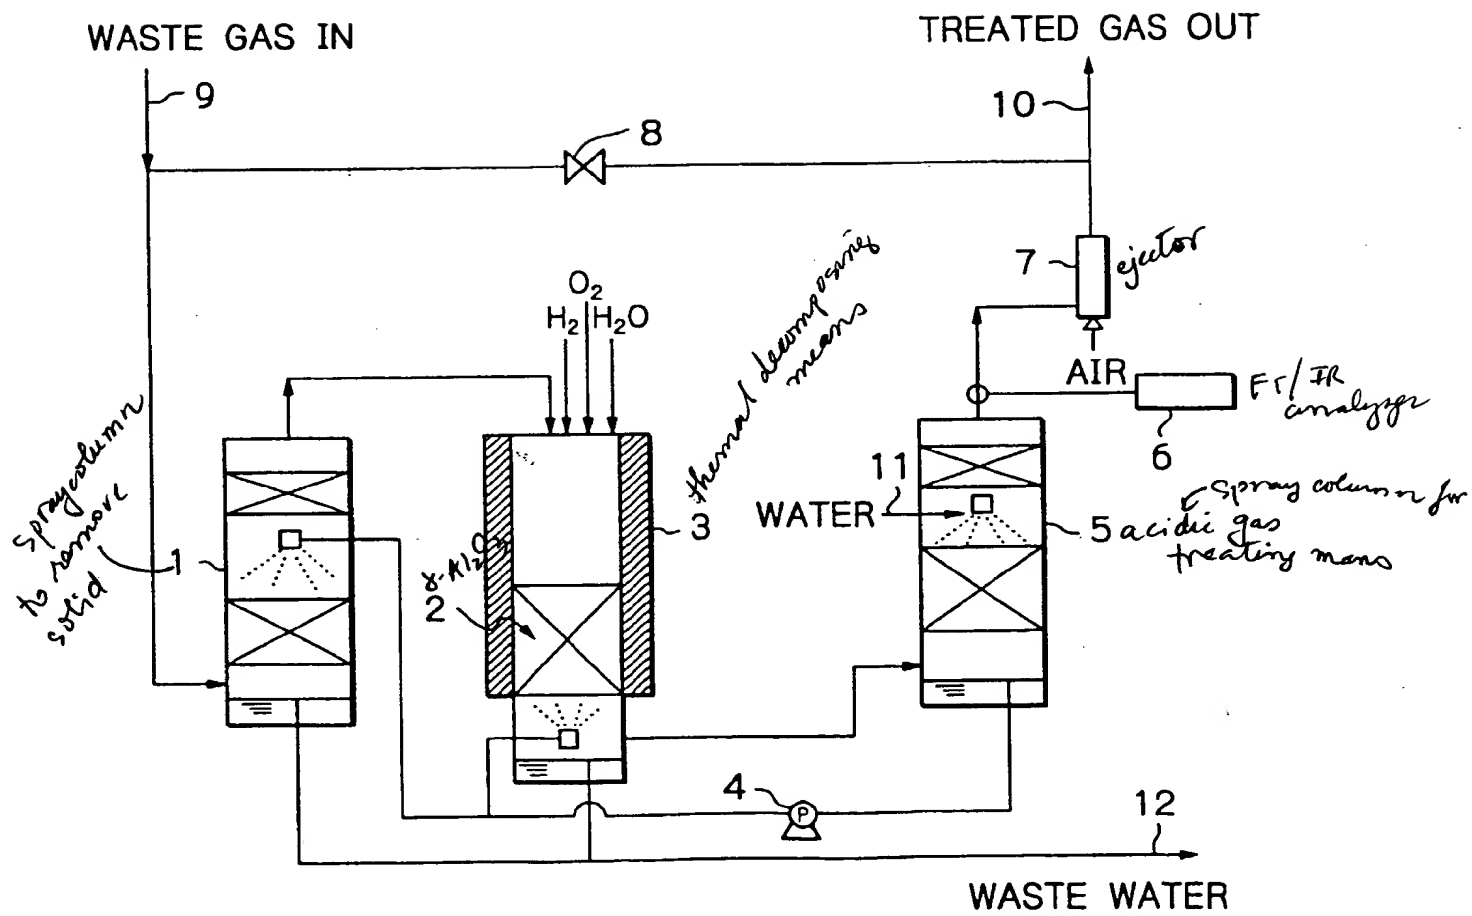 WASTE GAS IN
TREATED GAS OUT
9
10
8
7
ejector
O₂
H₂ H₂O
thermal decomposing
means
AIR
FT/IR
analyzer
6
spray column
to remove
solid
1
γ-Al₂O₃
2
3
11
WATER
5
spray column for
acidic gas
treating means
4
P
12
WASTE WATER